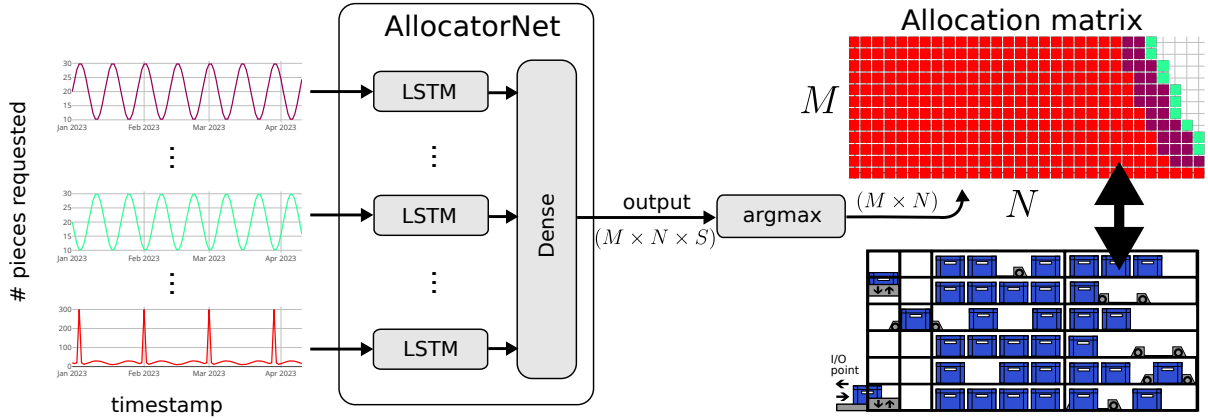 AllocatorNet
Allocation matrix
# pieces requested
30
25
20
15
10
Jan 2023
Feb 2023
Mar 2023
Apr 2023
...
30
25
20
15
10
Jan 2023
Feb 2023
Mar 2023
Apr 2023
...
300
200
100
0
Jan 2023
Feb 2023
Mar 2023
Apr 2023
timestamp
LSTM
...
LSTM
...
LSTM
Dense
output
(M × N × S)
argmax
(M × N)
M
N
I/O
point